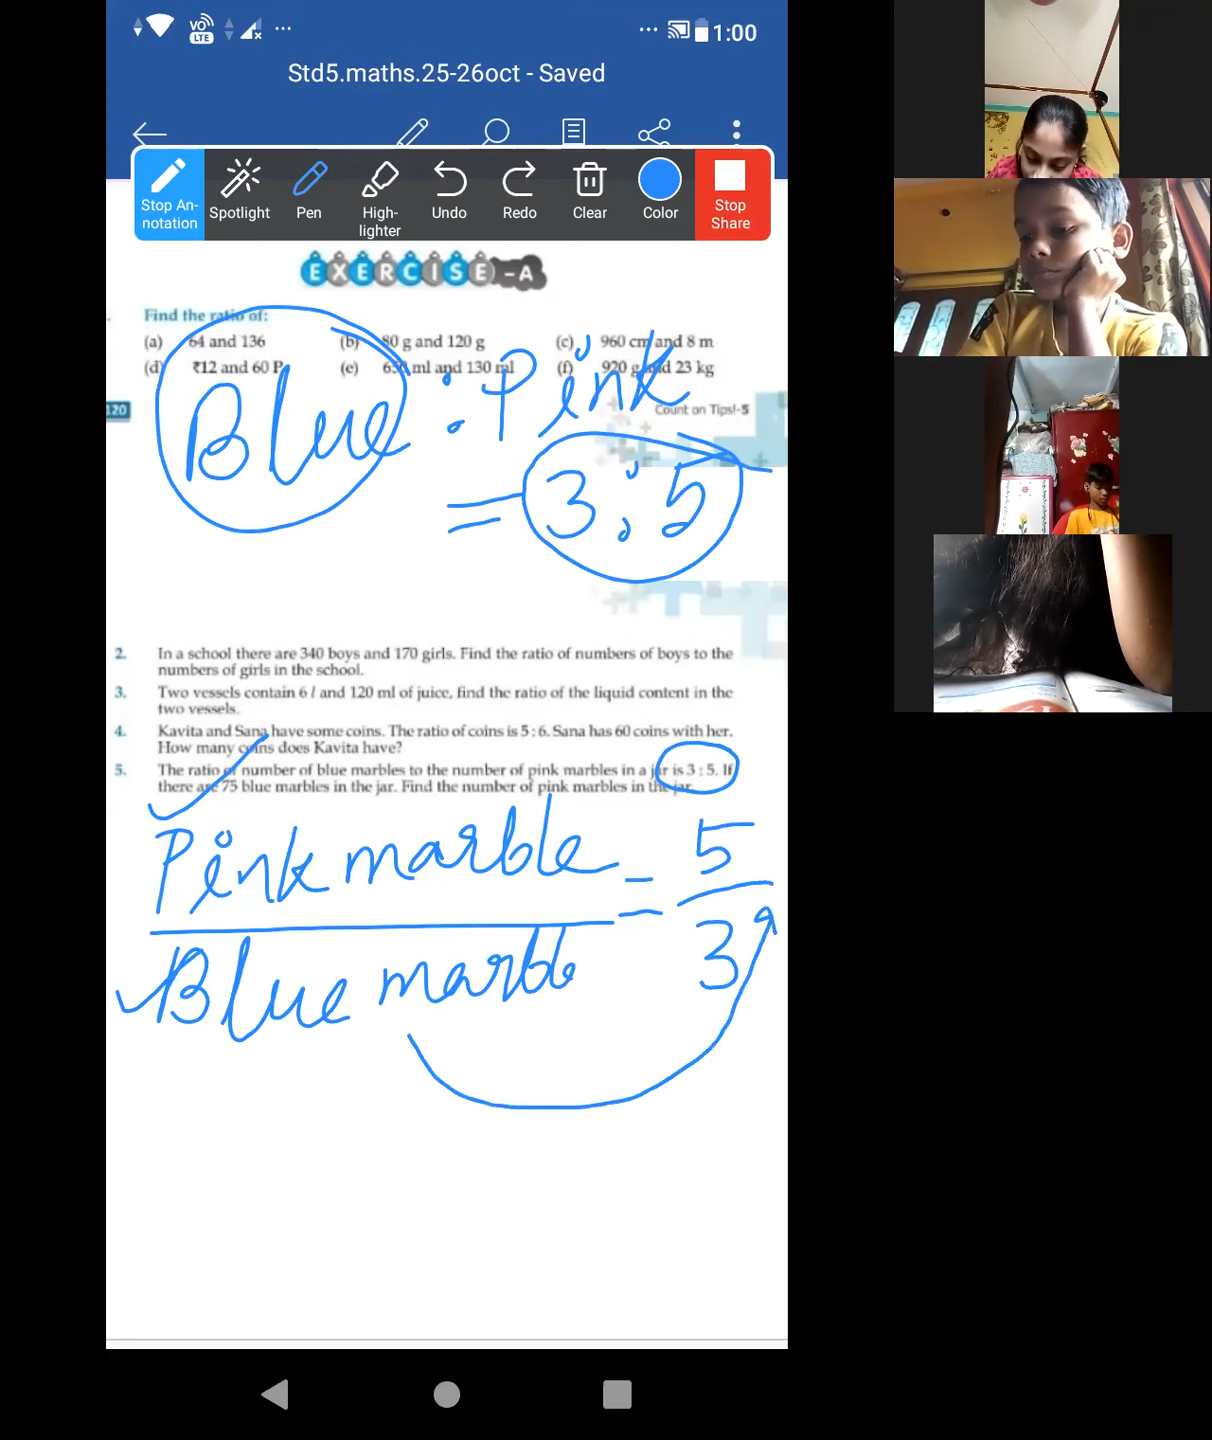 VO LTE 1:00
Std5.maths.25-26oct - Saved
Stop An-notation Spotlight Pen High-lighter Undo Redo Clear Color Stop Share
EXERCISE-A
Find the ratio of:
(a) 64 and 136 (b) 80 g and 120 g (c) 960 cm and 8 m
(d) ₹12 and 60 P (e) ml and 130 ml (f) 920 g and 23 kg
120
Count on Tips!-5
Blue : Pink
= 3 : 5
2. In a school there are 340 boys and 170 girls. Find the ratio of numbers of boys to the
numbers of girls in the school.
3. Two vessels contain 6 l and 120 ml of juice, find the ratio of the liquid content in the
two vessels.
4. Kavita and Sana have some coins. The ratio of coins is 5 : 6. Sana has 60 coins with her.
How many coins does Kavita have?
5. The ratio of number of blue marbles to the number of pink marbles in a jar is 3 : 5. If
there are 75 blue marbles in the jar. Find the number of pink marbles in the jar.
Pink marble = 5
Blue marble 3